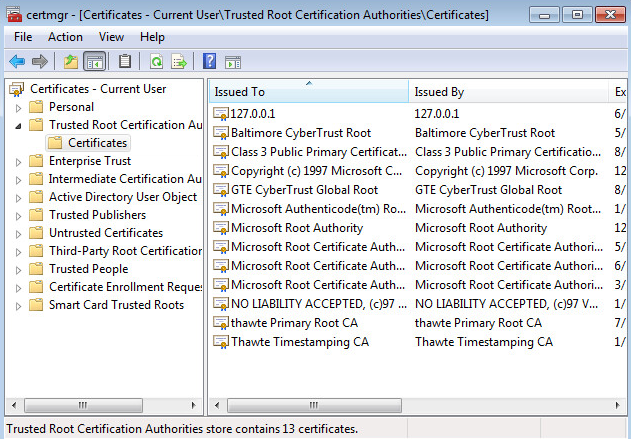 certmgr - [Certificates - Current User\Trusted Root Certification Authorities\Certificates]
File Action View Help
Certificates - Current User
Personal
Trusted Root Certification Au
Certificates
Enterprise Trust
Intermediate Certification Au
Active Directory User Object
Trusted Publishers
Untrusted Certificates
Third-Party Root Certification
Trusted People
Certificate Enrollment Reques
Smart Card Trusted Roots
Issued To Issued By Ex
127.0.0.1 127.0.0.1 6/
Baltimore CyberTrust Root Baltimore CyberTrust Root 5/
Class 3 Public Primary Certificat... Class 3 Public Primary Certificatio... 8/
Copyright (c) 1997 Microsoft C... Copyright (c) 1997 Microsoft Corp. 12
GTE CyberTrust Global Root GTE CyberTrust Global Root 8/
Microsoft Authenticode(tm) Ro... Microsoft Authenticode(tm) Root... 1/
Microsoft Root Authority Microsoft Root Authority 12
Microsoft Root Certificate Auth... Microsoft Root Certificate Authori... 5/
Microsoft Root Certificate Auth... Microsoft Root Certificate Authori... 6/
Microsoft Root Certificate Auth... Microsoft Root Certificate Authori... 3/
NO LIABILITY ACCEPTED, (c)97 ... NO LIABILITY ACCEPTED, (c)97 V... 1/
thawte Primary Root CA thawte Primary Root CA 7/
Thawte Timestamping CA Thawte Timestamping CA 1/
Trusted Root Certification Authorities store contains 13 certificates.